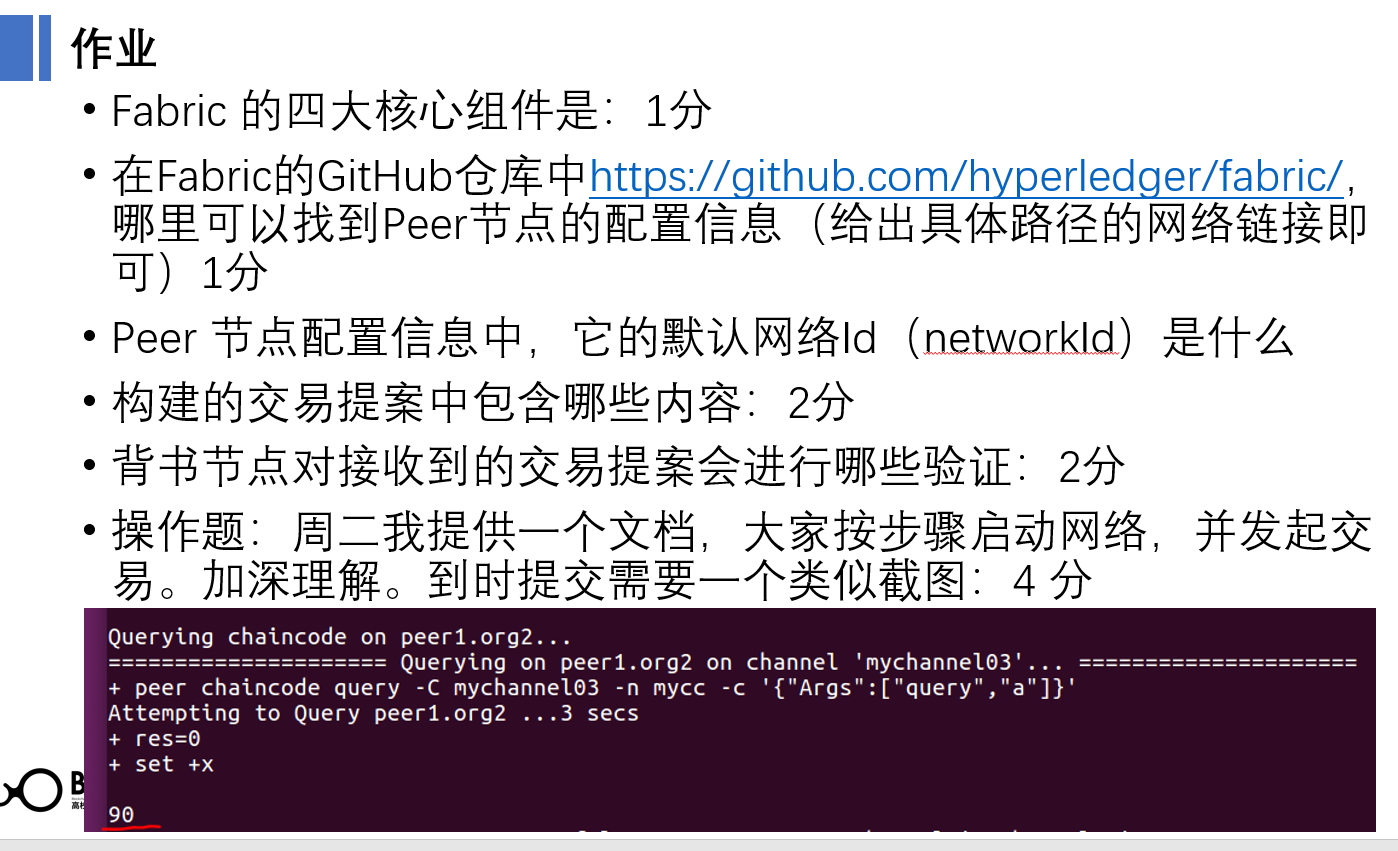 作业
• Fabric 的四大核心组件是：1分
• 在Fabric的GitHub仓库中https://github.com/hyperledger/fabric/，
哪里可以找到Peer节点的配置信息（给出具体路径的网络链接即
可）1分
• Peer 节点配置信息中，它的默认网络Id（networkId）是什么
• 构建的交易提案中包含哪些内容：2分
• 背书节点对接收到的交易提案会进行哪些验证：2分
• 操作题：周二我提供一个文档，大家按步骤启动网络，并发起交
易。加深理解。到时提交需要一个类似截图：4 分
Querying chaincode on peer1.org2...
===================== Querying on peer1.org2 on channel 'mychannel03'... =====================
+ peer chaincode query -C mychannel03 -n mycc -c '{"Args":["query","a"]}'
Attempting to Query peer1.org2 ...3 secs
+ res=0
+ set +x
90